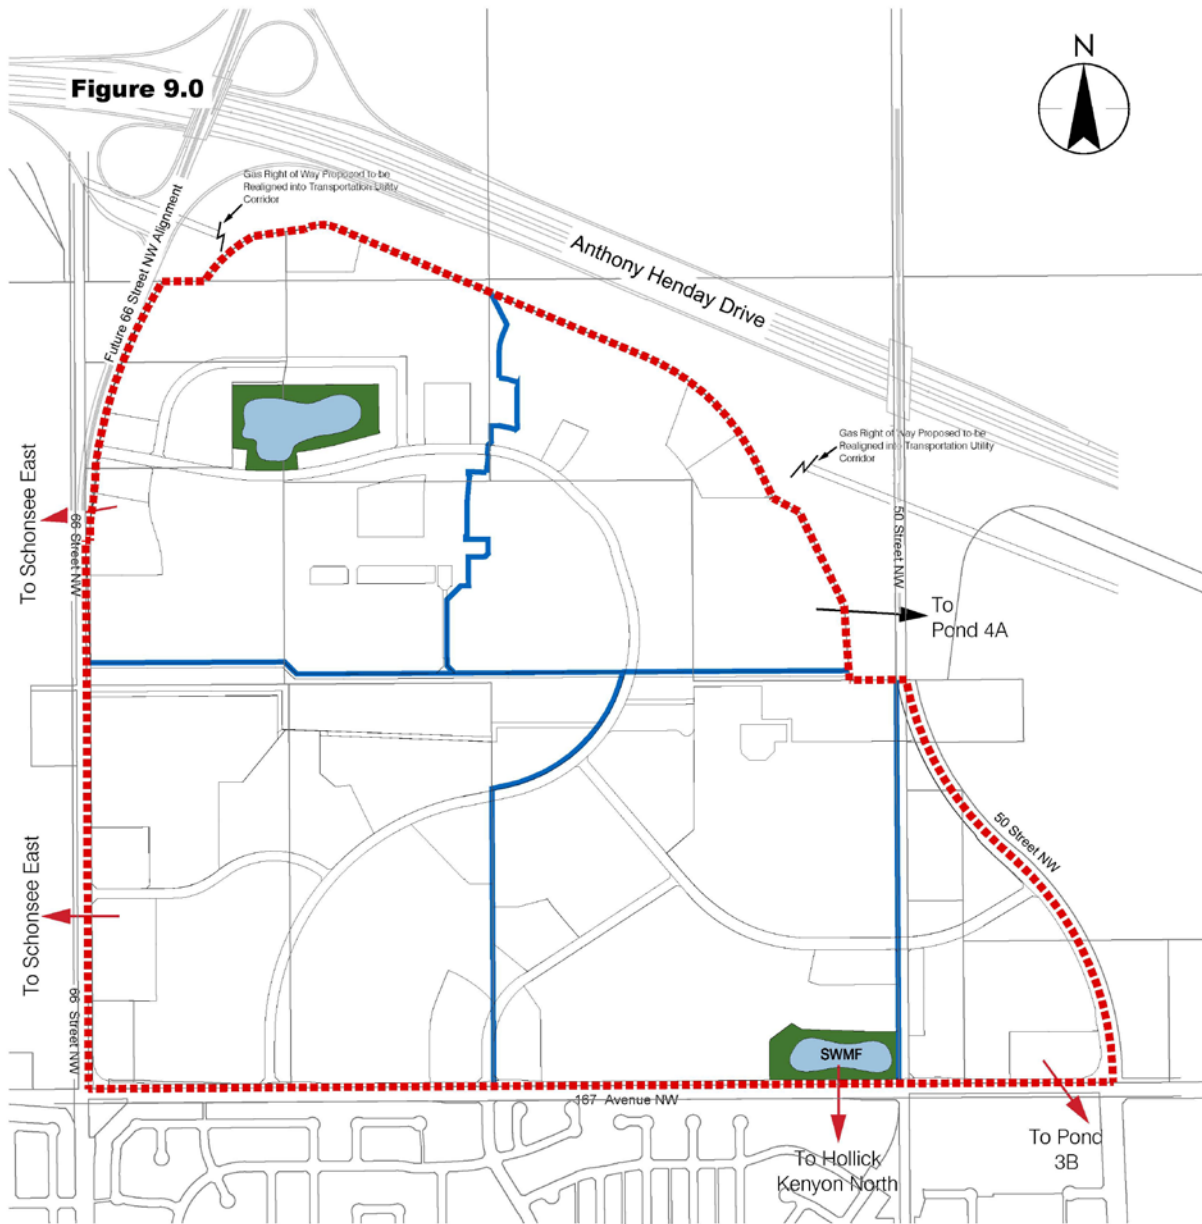 N
Figure 9.0
Gas Right of Way Proposed to be
Realigned into Transportation Utility
Corridor
Future 66 Street NW Alignment
Anthony Henday Drive
Gas Right of Way Proposed to be
Realigned into Transportation Utility
Corridor
To Schonsee East
66 Street NW
50 Street NW
To
Pond 4A
50 Street NW
To Schonsee East
66 Street NW
SWMF
167 Avenue NW
To Hollick
Kenyon North
To Pond
3B